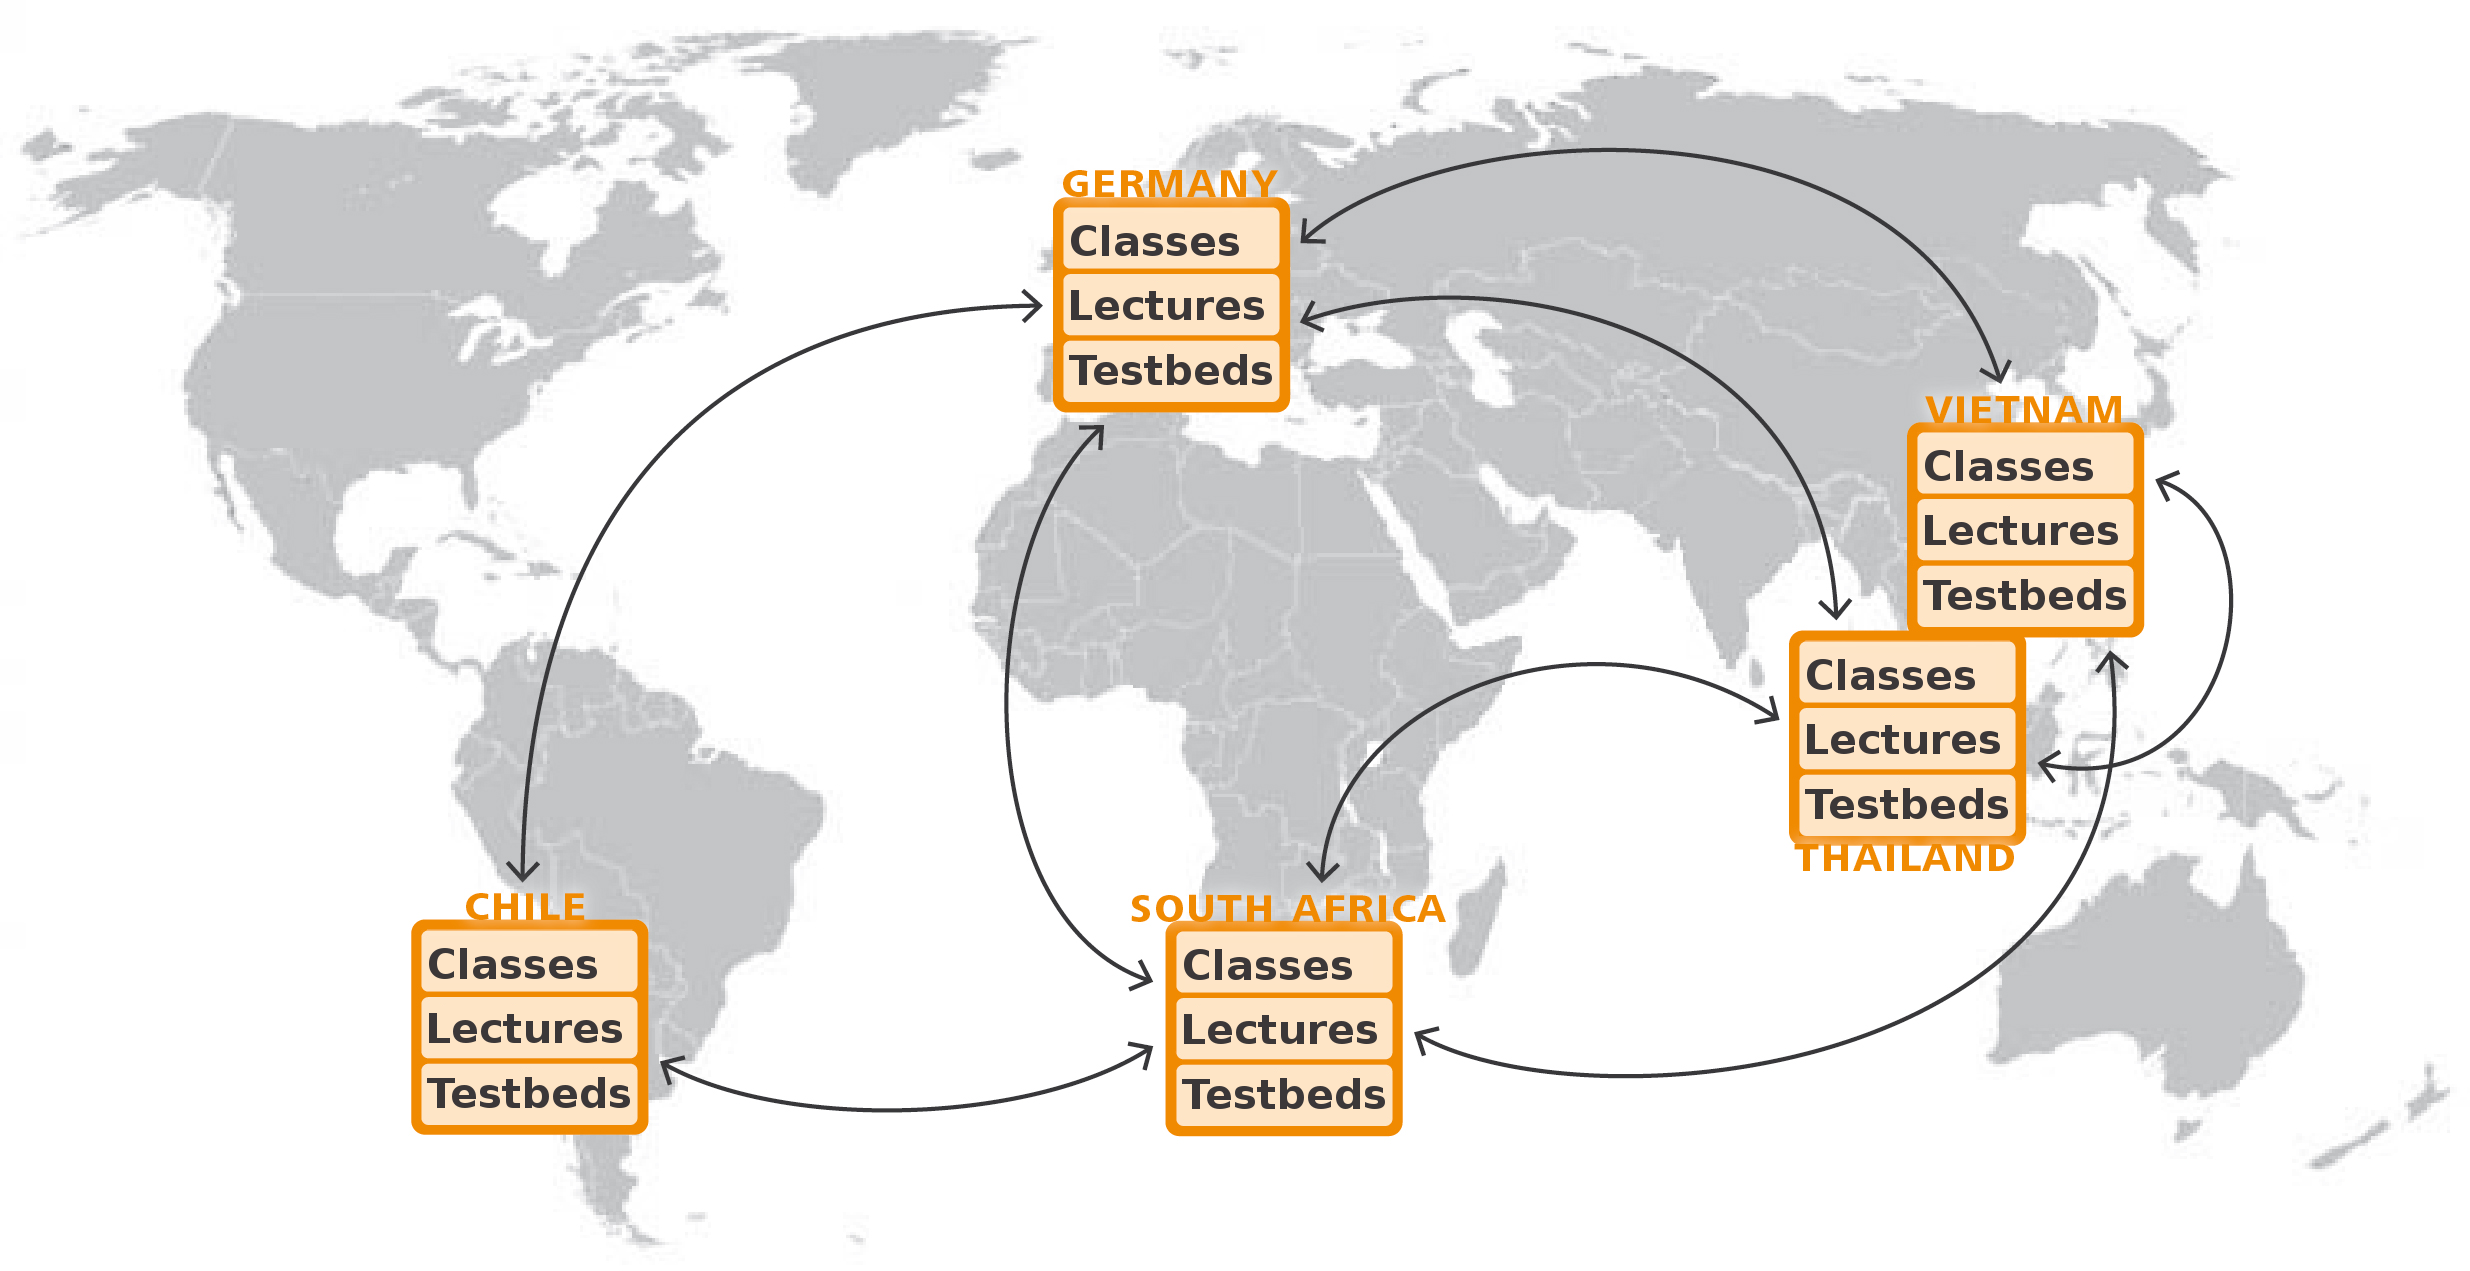 GERMANY
Classes
Lectures
Testbeds
VIETNAM
Classes
Lectures
Testbeds
Classes
Lectures
Testbeds
THAILAND
CHILE
Classes
Lectures
Testbeds
SOUTH AFRICA
Classes
Lectures
Testbeds